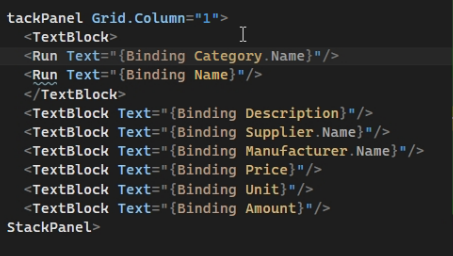 tackPanel Grid.Column="1">
<TextBlock>
<Run Text="{Binding Category.Name}"/>
<Run Text="{Binding Name}"/>
</TextBlock>
<TextBlock Text="{Binding Description}"/>
<TextBlock Text="{Binding Supplier.Name}"/>
<TextBlock Text="{Binding Manufacturer.Name}"/>
<TextBlock Text="{Binding Price}"/>
<TextBlock Text="{Binding Unit}"/>
<TextBlock Text="{Binding Amount}"/>
StackPanel>